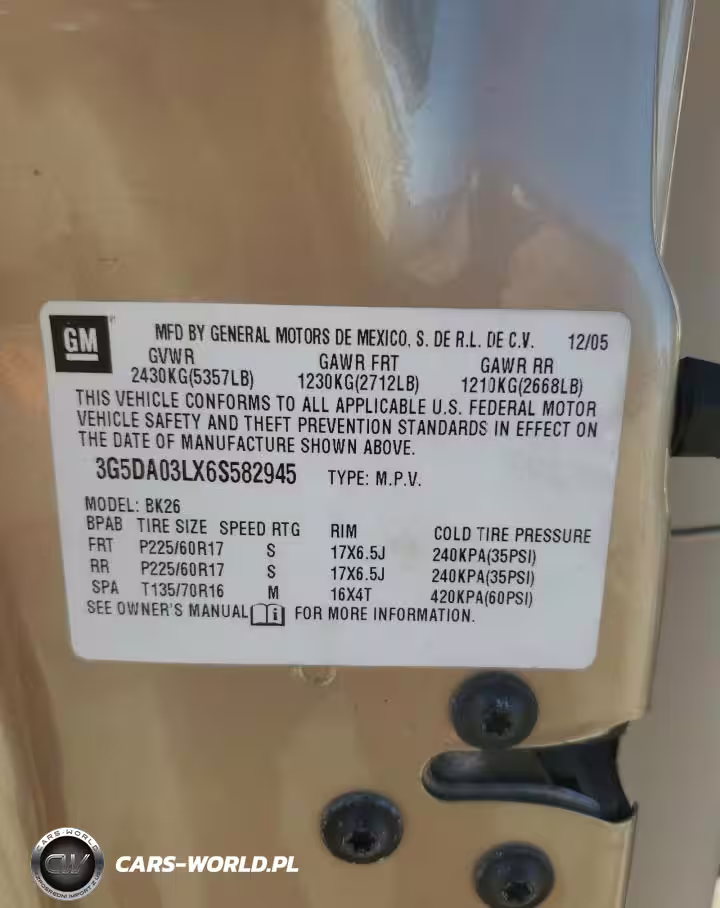 GM
MFD BY GENERAL MOTORS DE MEXICO, S. DE R.L. DE C.V. 12/05
GVWR GAWR FRT GAWR RR
2430KG(5357LB) 1230KG(2712LB) 1210KG(2668LB)
THIS VEHICLE CONFORMS TO ALL APPLICABLE U.S. FEDERAL MOTOR
VEHICLE SAFETY AND THEFT PREVENTION STANDARDS IN EFFECT ON
THE DATE OF MANUFACTURE SHOWN ABOVE.
3G5DA03LX6S582945 TYPE: M.P.V.
MODEL: BK26
BPAB TIRE SIZE SPEED RTG RIM COLD TIRE PRESSURE
FRT P225/60R17 S 17X6.5J 240KPA(35PSI)
RR P225/60R17 S 17X6.5J 240KPA(35PSI)
SPA T135/70R16 M 16X4T 420KPA(60PSI)
SEE OWNER'S MANUAL FOR MORE INFORMATION.
CARS-WORLD
CW
CARS-WORLD.PL